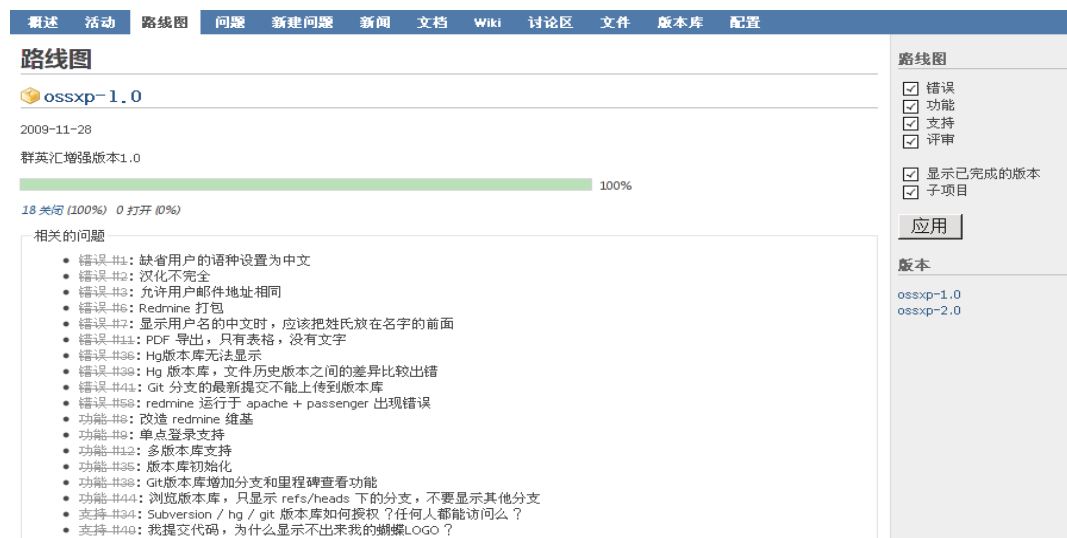 概述 活动 路线图 问题 新建问题 新闻 文档 Wiki 讨论区 文件 版本库 配置
路线图
ossxp-1.0
2009-11-28
群英汇增强版本1.0
100%
18 关闭 (100%) 0 打开 (0%)
相关的问题
错误 #1: 缺省用户的语种设置为中文
错误 #2: 汉化不完全
错误 #3: 允许用户邮件地址相同
错误 #6: Redmine 打包
错误 #7: 显示用户名的中文时，应该把姓氏放在名字的前面
错误 #11: PDF 导出，只有表格，没有文字
错误 #36: Hg版本库无法显示
错误 #39: Hg 版本库，文件历史版本之间的差异比较出错
错误 #41: Git 分支的最新提交不能上传到版本库
错误 #58: redmine 运行于 apache + passenger 出现错误
功能 #8: 改造 redmine 维基
功能 #9: 单点登录支持
功能 #12: 多版本库支持
功能 #35: 版本库初始化
功能 #38: Git版本库增加分支和里程碑查看功能
功能 #44: 浏览版本库，只显示 refs/heads 下的分支，不要显示其他分支
支持 #34: Subversion / hg / git 版本库如何授权？任何人都能访问么？
支持 #40: 我提交代码，为什么显示不出来我的蝴蝶LOGO？
路线图
错误
功能
支持
评审
显示已完成的版本
子项目
应用
版本
ossxp-1.0
ossxp-2.0